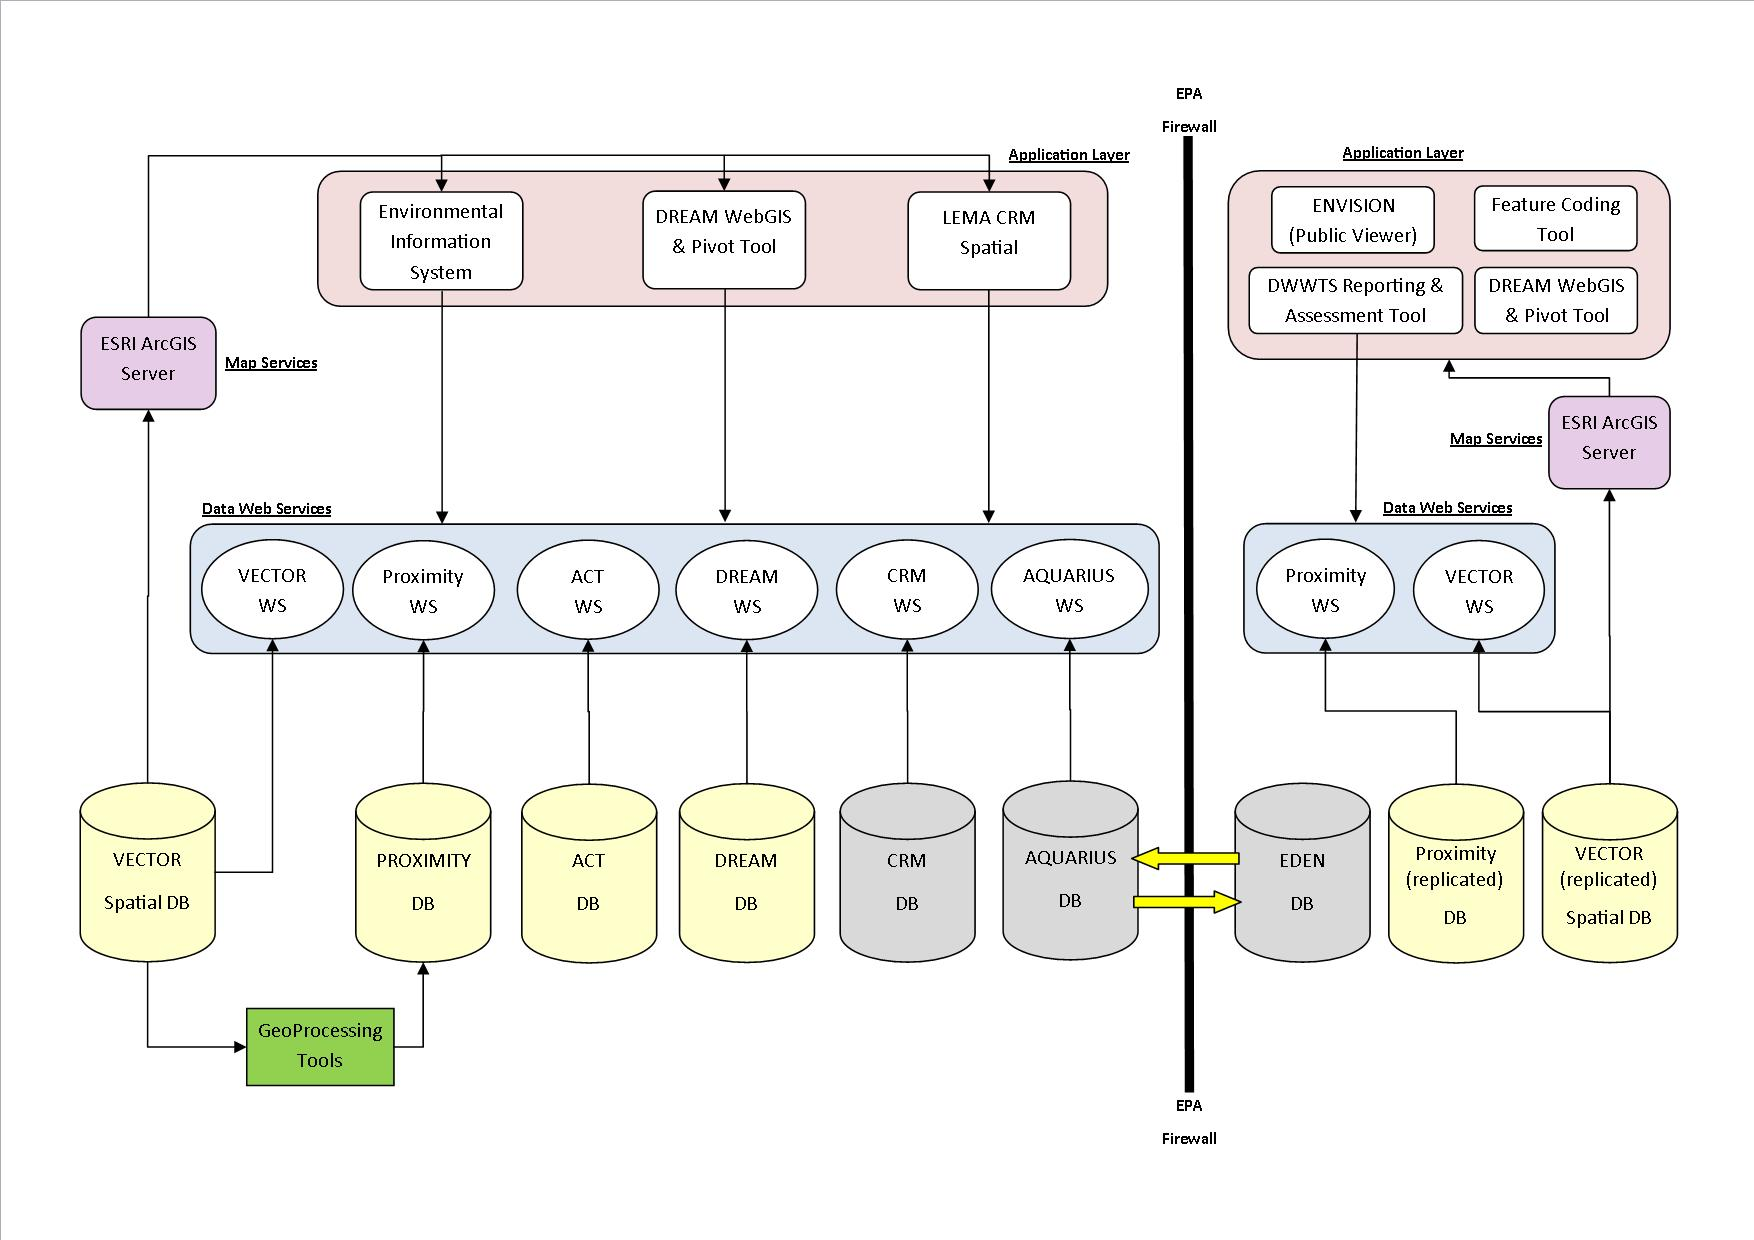 EPA
Firewall
Application Layer
Environmental
Information
System
DREAM WebGIS
& Pivot Tool
LEMA CRM
Spatial
ESRI ArcGIS
Server
Map Services
Data Web Services
VECTOR
WS
Proximity
WS
ACT
WS
DREAM
WS
CRM
WS
AQUARIUS
WS
VECTOR
Spatial DB
PROXIMITY
DB
ACT
DB
DREAM
DB
CRM
DB
AQUARIUS
DB
GeoProcessing
Tools
Application Layer
ENVISION
(Public Viewer)
Feature Coding
Tool
DWWTS Reporting &
Assessment Tool
DREAM WebGIS
& Pivot Tool
Map Services
ESRI ArcGIS
Server
Data Web Services
Proximity
WS
VECTOR
WS
EDEN
DB
Proximity
(replicated)
DB
VECTOR
(replicated)
Spatial DB
EPA
Firewall